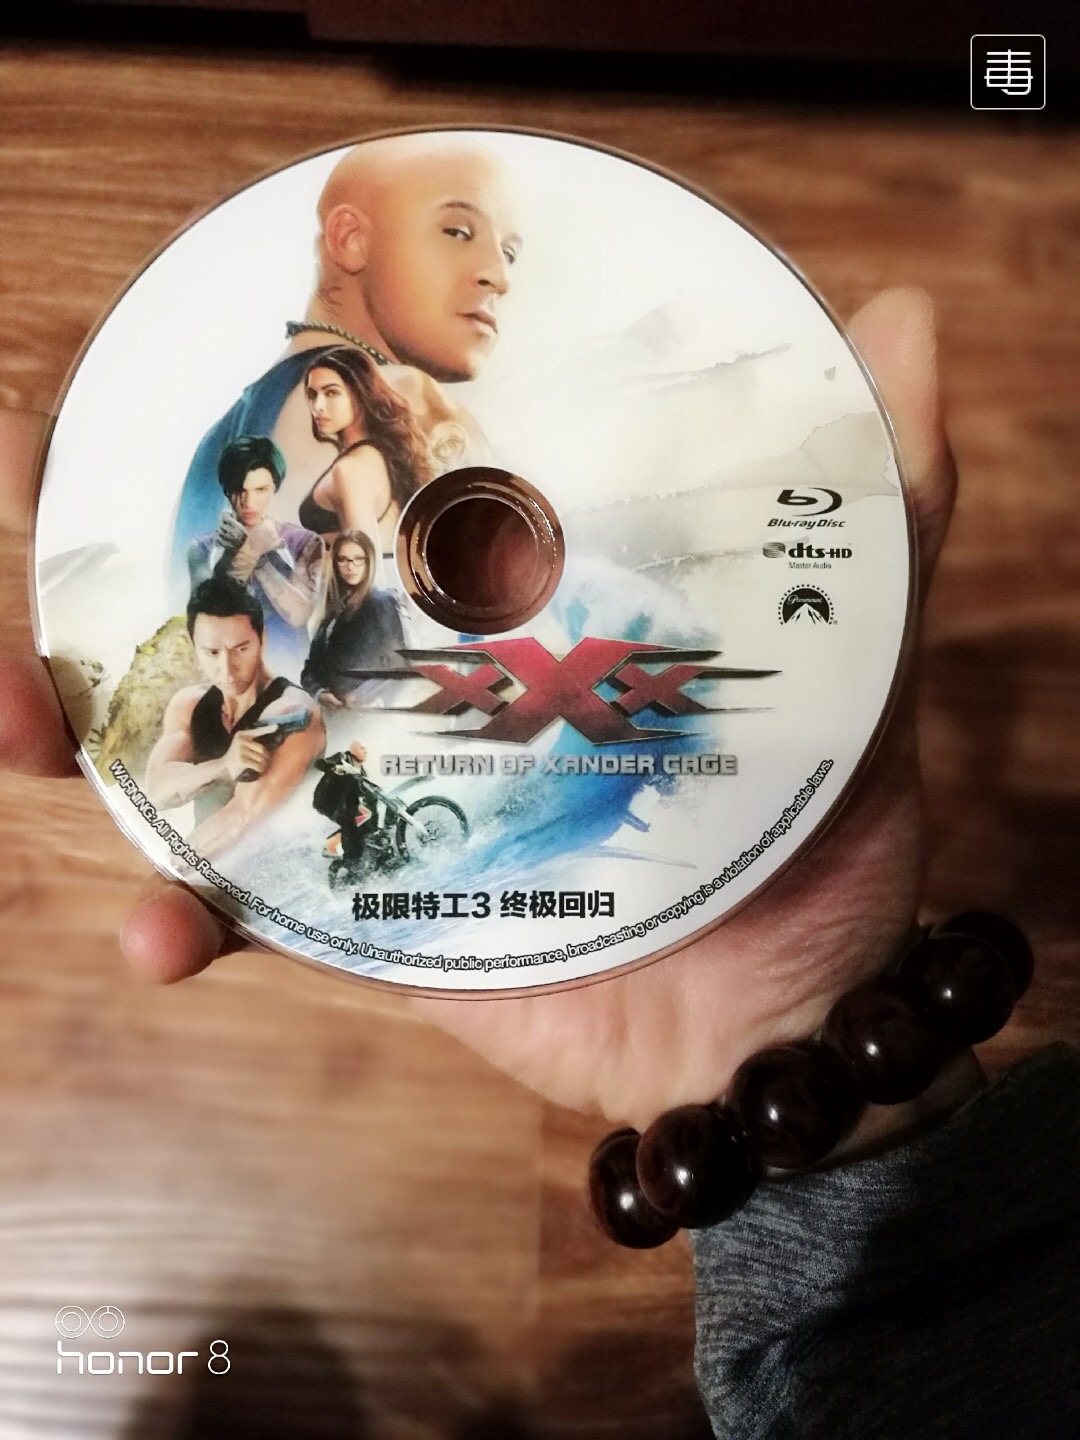 毒
Blu-ray Disc
dts-HD
Master Audio
Paramount
xXx
RETURN OF XANDER CAGE
极限特工3 终极回归
WARNING: All Rights Reserved. For home use only. Unauthorized public performance, broadcasting or copying is a violation of applicable laws.
honor 8